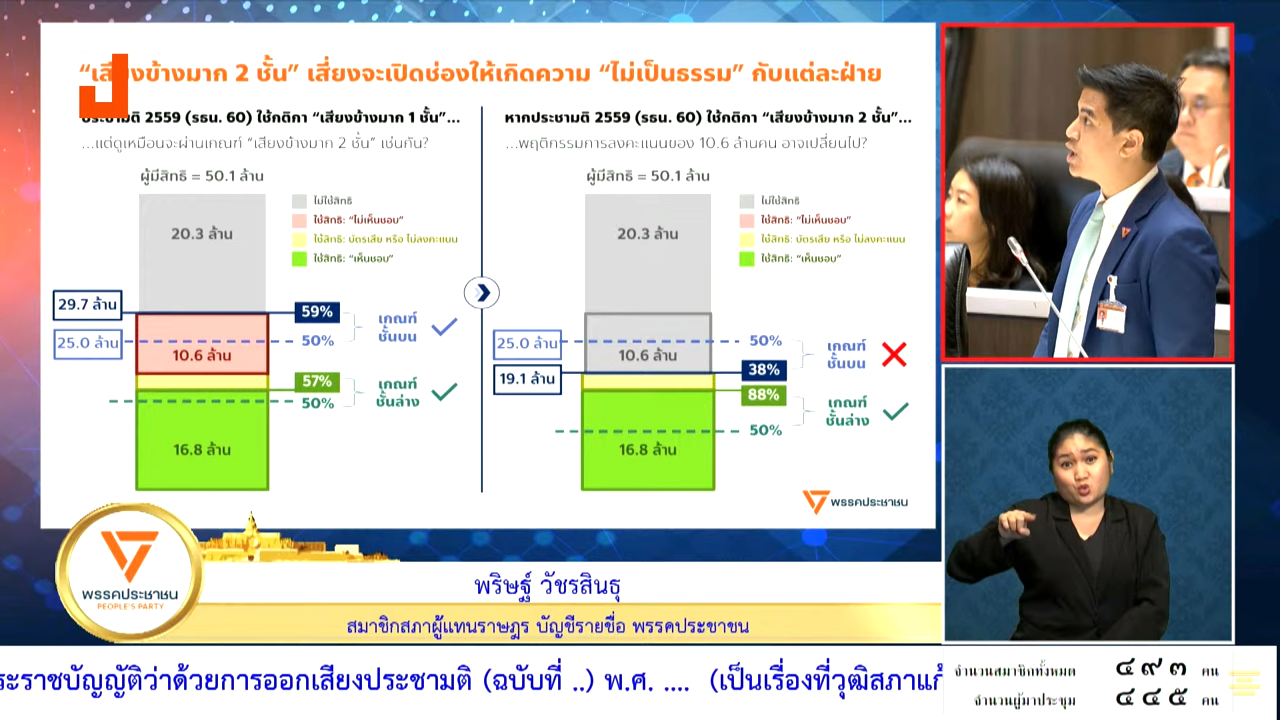 “เสียงข้างมาก 2 ชั้น” เสี่ยงจะเปิดช่องให้เกิดความ “ไม่เป็นธรรม” กับแต่ละฝ่าย
ประชามติ 2559 (รธน. 60) ใช้กติกา “เสียงข้างมาก 1 ชั้น”...
...แต่ดูเหมือนจะผ่านเกณฑ์ “เสียงข้างมาก 2 ชั้น” เช่นกัน?
ผู้มีสิทธิ = 50.1 ล้าน
ไม่ใช้สิทธิ
ใช้สิทธิ: “ไม่เห็นชอบ”
ใช้สิทธิ: บัตรเสีย หรือ ไม่ลงคะแนน
ใช้สิทธิ: “เห็นชอบ”
20.3 ล้าน
29.7 ล้าน
59%
25.0 ล้าน
50%
เกณฑ์
ชั้นบน
10.6 ล้าน
57%
50%
เกณฑ์
ชั้นล่าง
16.8 ล้าน
หากประชามติ 2559 (รธน. 60) ใช้กติกา “เสียงข้างมาก 2 ชั้น”...
...พฤติกรรมการลงคะแนนของ 10.6 ล้านคน อาจเปลี่ยนไป?
ผู้มีสิทธิ = 50.1 ล้าน
ไม่ใช้สิทธิ
ใช้สิทธิ: “ไม่เห็นชอบ”
ใช้สิทธิ: บัตรเสีย หรือ ไม่ลงคะแนน
ใช้สิทธิ: “เห็นชอบ”
20.3 ล้าน
25.0 ล้าน
50%
เกณฑ์
ชั้นบน
10.6 ล้าน
19.1 ล้าน
38%
88%
เกณฑ์
ชั้นล่าง
50%
16.8 ล้าน
พรรคประชาชน
พรรคประชาชน
PEOPLE'S PARTY
พริษฐ์ วัชรสินธุ
สมาชิกสภาผู้แทนราษฎร บัญชีรายชื่อ พรรคประชาชน
ะราชบัญญัติว่าด้วยการออกเสียงประชามติ (ฉบับที่ ..) พ.ศ. .... (เป็นเรื่องที่วุฒิสภาแก้
จำนวนสมาชิกทั้งหมด ๔๙๓ คน
จำนวนผู้มาประชุม ๔๔๕ คน